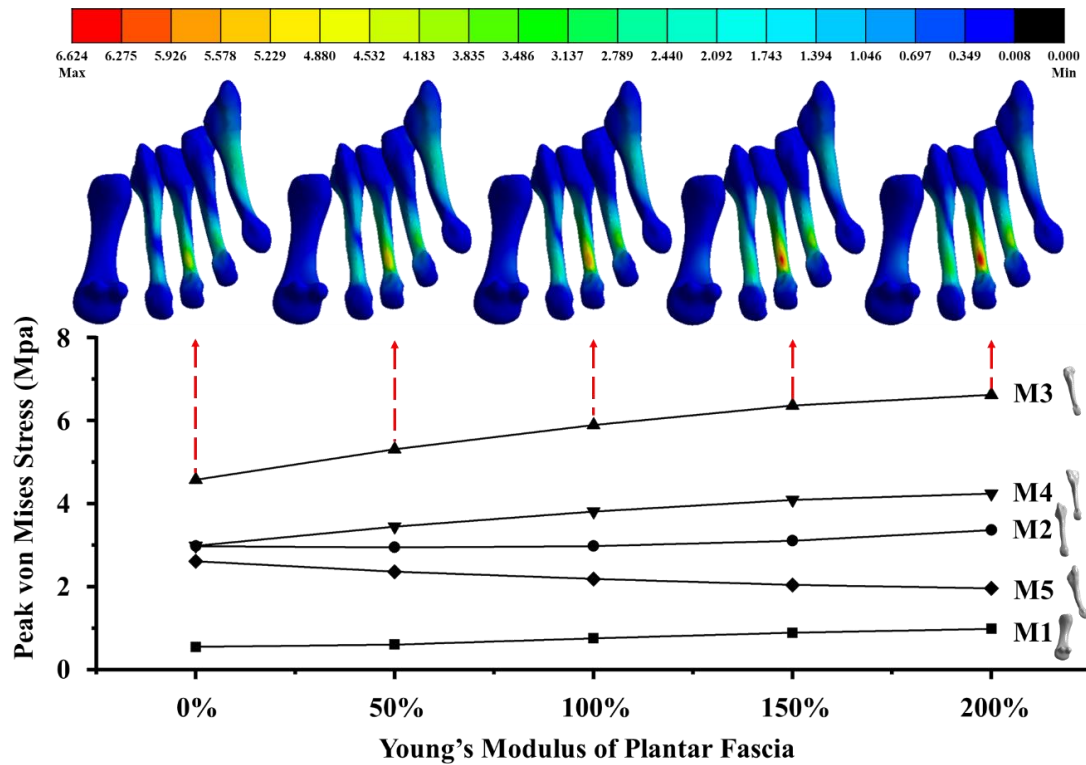 6.624 6.275 5.926 5.578 5.229 4.880 4.532 4.183 3.835 3.486 3.137 2.789 2.440 2.092 1.743 1.394 1.046 0.697 0.349 0.008 0.000
Max Min
Peak von Mises Stress (Mpa)
8
6
4
2
0
M3
M4
M2
M5
M1
0% 50% 100% 150% 200%
Young's Modulus of Plantar Fascia